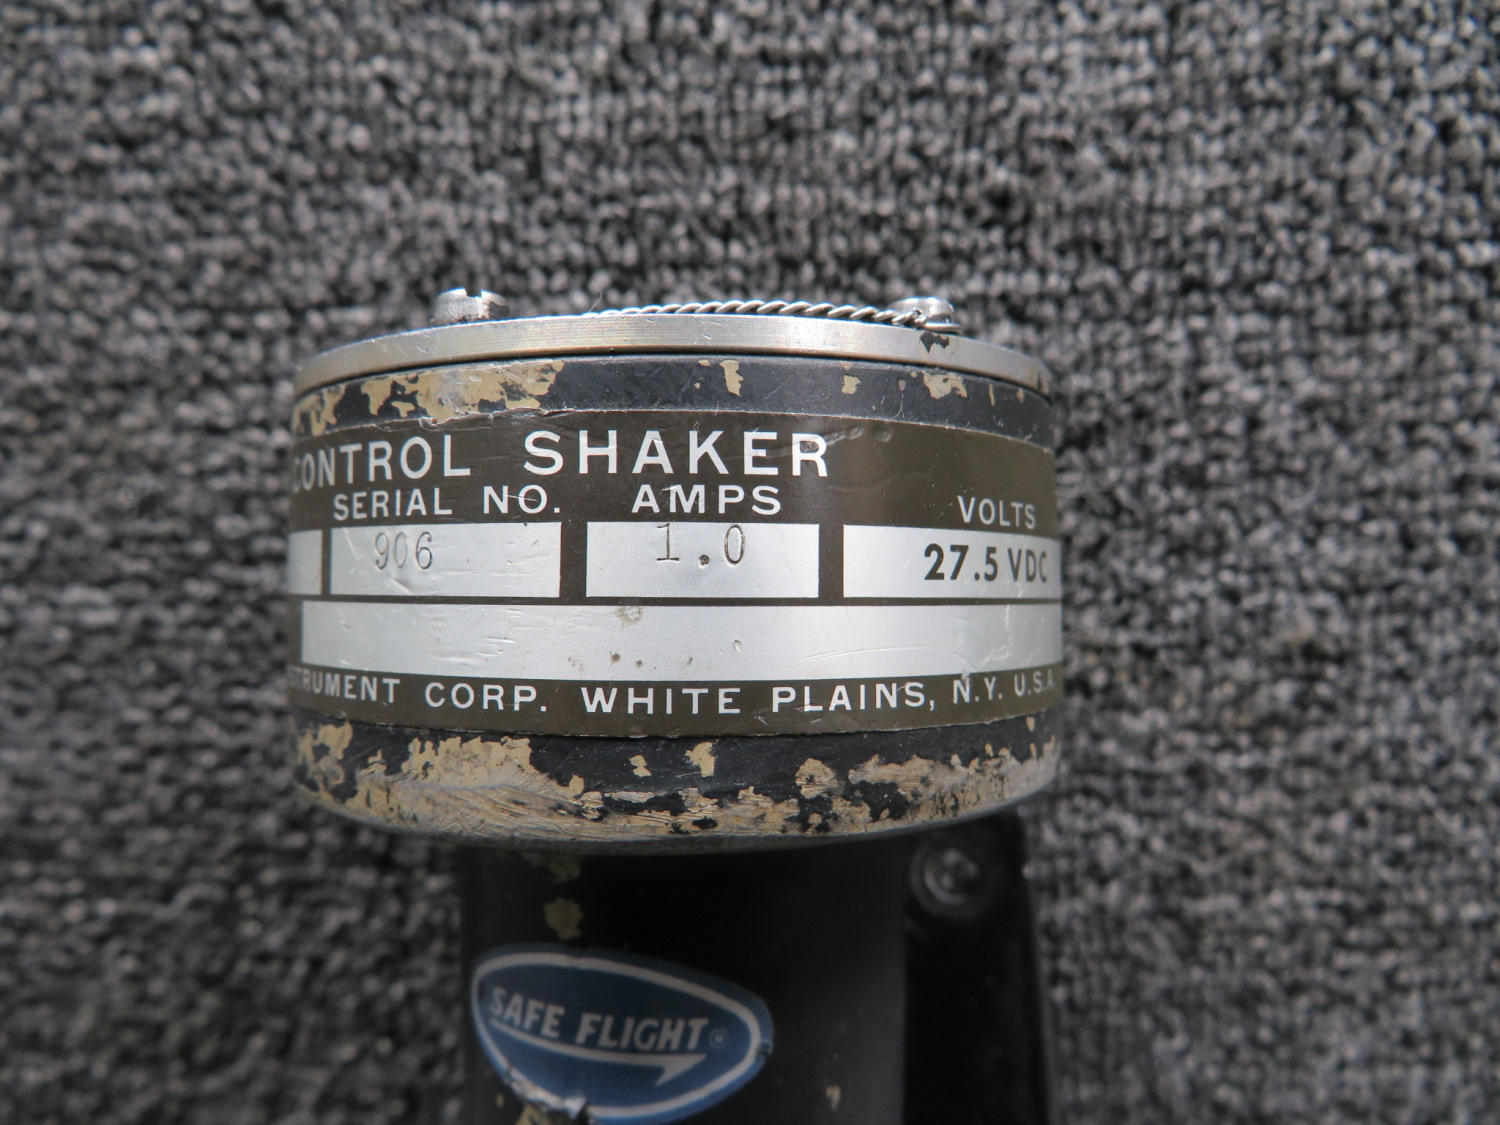 CONTROL SHAKER
SERIAL NO. AMPS VOLTS
906 1.0 27.5 VDC
TRUMENT CORP. WHITE PLAINS, N.Y. U.S.A.
SAFE FLIGHT ®